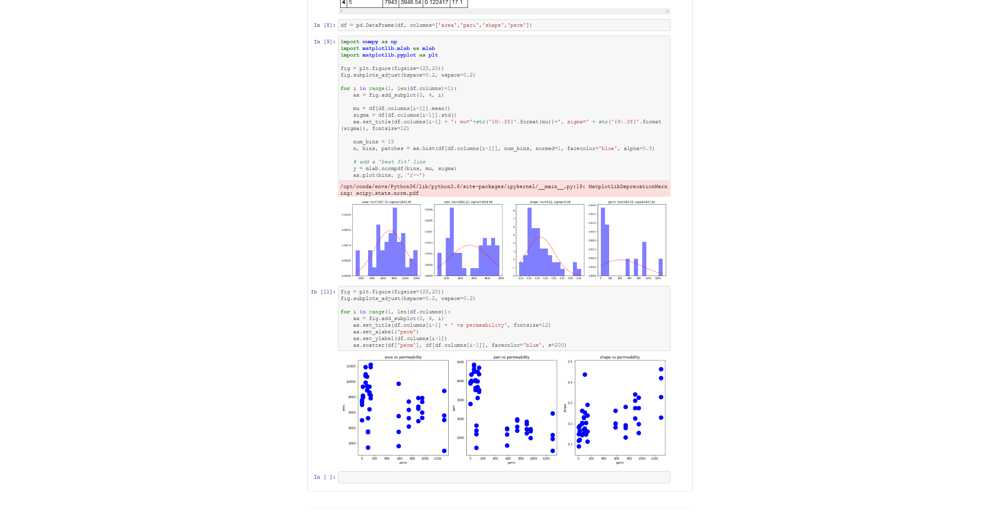 4 5 7943 3948.54 0.122417 17.1
In [8]: df = pd.DataFrame(df, columns=['area','peri','shape','perm'])
In [9]: import numpy as np
import matplotlib.mlab as mlab
import matplotlib.pyplot as plt
fig = plt.figure(figsize=(25,20))
fig.subplots_adjust(hspace=0.2, wspace=0.2)
for i in range(1, len(df.columns)+1):
    ax = fig.add_subplot(3, 4, i)
    mu = df[df.columns[i-1]].mean()
    sigma = df[df.columns[i-1]].std()
    ax.set_title(df.columns[i-1] + ': mu='+str('{0:.2f}'.format(mu))+', sigma=' + str('{0:.2f}'.format
(sigma)), fontsize=12)
    num_bins = 15
    n, bins, patches = ax.hist(df[df.columns[i-1]], num_bins, normed=1, facecolor='blue', alpha=0.5)
    # add a 'best fit' line
    y = mlab.normpdf(bins, mu, sigma)
    ax.plot(bins, y, 'r--')
/opt/conda/envs/Python36/lib/python3.6/site-packages/ipykernel/__main__.py:19: MatplotlibDeprecationWarn
ing: scipy.stats.norm.pdf
area: mu=7187.73, sigma=2683.85
0.00020
0.00015
0.00010
0.00005
0.00000
2000 4000 6000 8000 10000 12000
peri: mu=2682.21, sigma=1431.66
0.0006
0.0005
0.0004
0.0003
0.0002
0.0001
0.0000
1000 2000 3000 4000 5000
shape: mu=0.22, sigma=0.08
8
7
6
5
4
3
2
1
0
0.10 0.15 0.20 0.25 0.30 0.35 0.40 0.45
perm: mu=415.45, sigma=437.82
0.0040
0.0035
0.0030
0.0025
0.0020
0.0015
0.0010
0.0005
0.0000
0 200 400 600 800 1000 1200
In [11]: fig = plt.figure(figsize=(25,20))
fig.subplots_adjust(hspace=0.2, wspace=0.2)
for i in range(1, len(df.columns)):
    ax = fig.add_subplot(3, 4, i)
    ax.set_title(df.columns[i-1] + ' vs permeability', fontsize=12)
    ax.set_xlabel('perm')
    ax.set_ylabel(df.columns[i-1])
    ax.scatter(df['perm'], df[df.columns[i-1]], facecolor='blue', s=200)
area vs permeability
12000
10000
8000
6000
4000
2000
area
0 200 400 600 800 1000 1200
perm
peri vs permeability
5000
4000
3000
2000
1000
peri
0 200 400 600 800 1000 1200
perm
shape vs permeability
0.5
0.4
0.3
0.2
0.1
shape
0 200 400 600 800 1000 1200
perm
In [ ]: